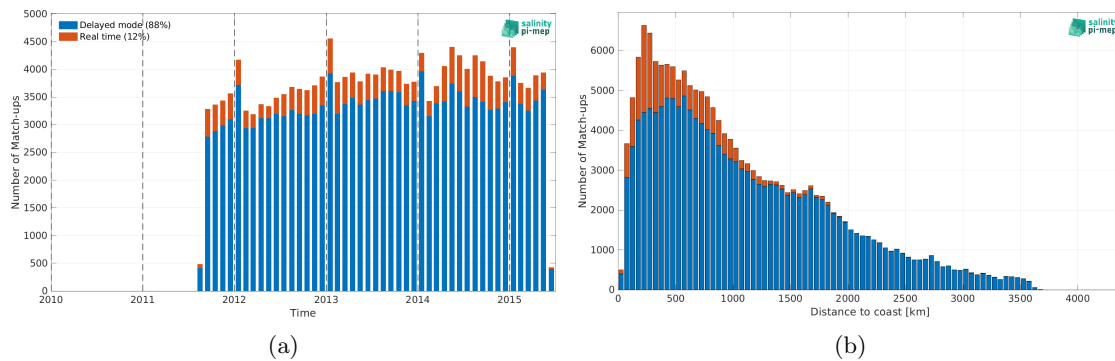 Delayed mode (88%)
Real time (12%)
salinity
pi-mep
Number of Match-ups
5000
4500
4000
3500
3000
2500
2000
1500
1000
500
0
2010
2011
2012
2013
2014
2015
Time
(a)
salinity
pi-mep
Number of Match-ups
6000
5000
4000
3000
2000
1000
0
0
500
1000
1500
2000
2500
3000
3500
4000
Distance to coast [km]
(b)